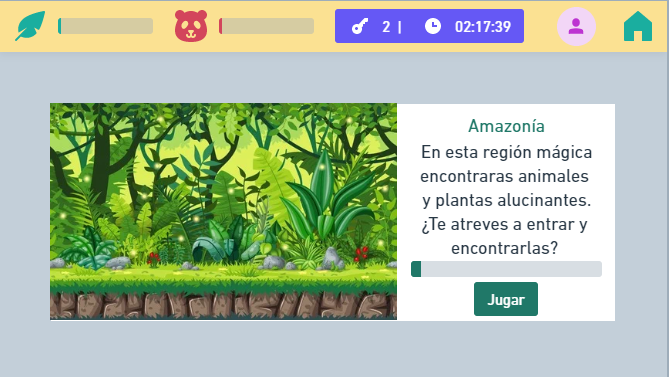 2 | 02:17:39
Amazonía
En esta región mágica
encontraras animales
y plantas alucinantes.
¿Te atreves a entrar y
encontrarlas?
Jugar